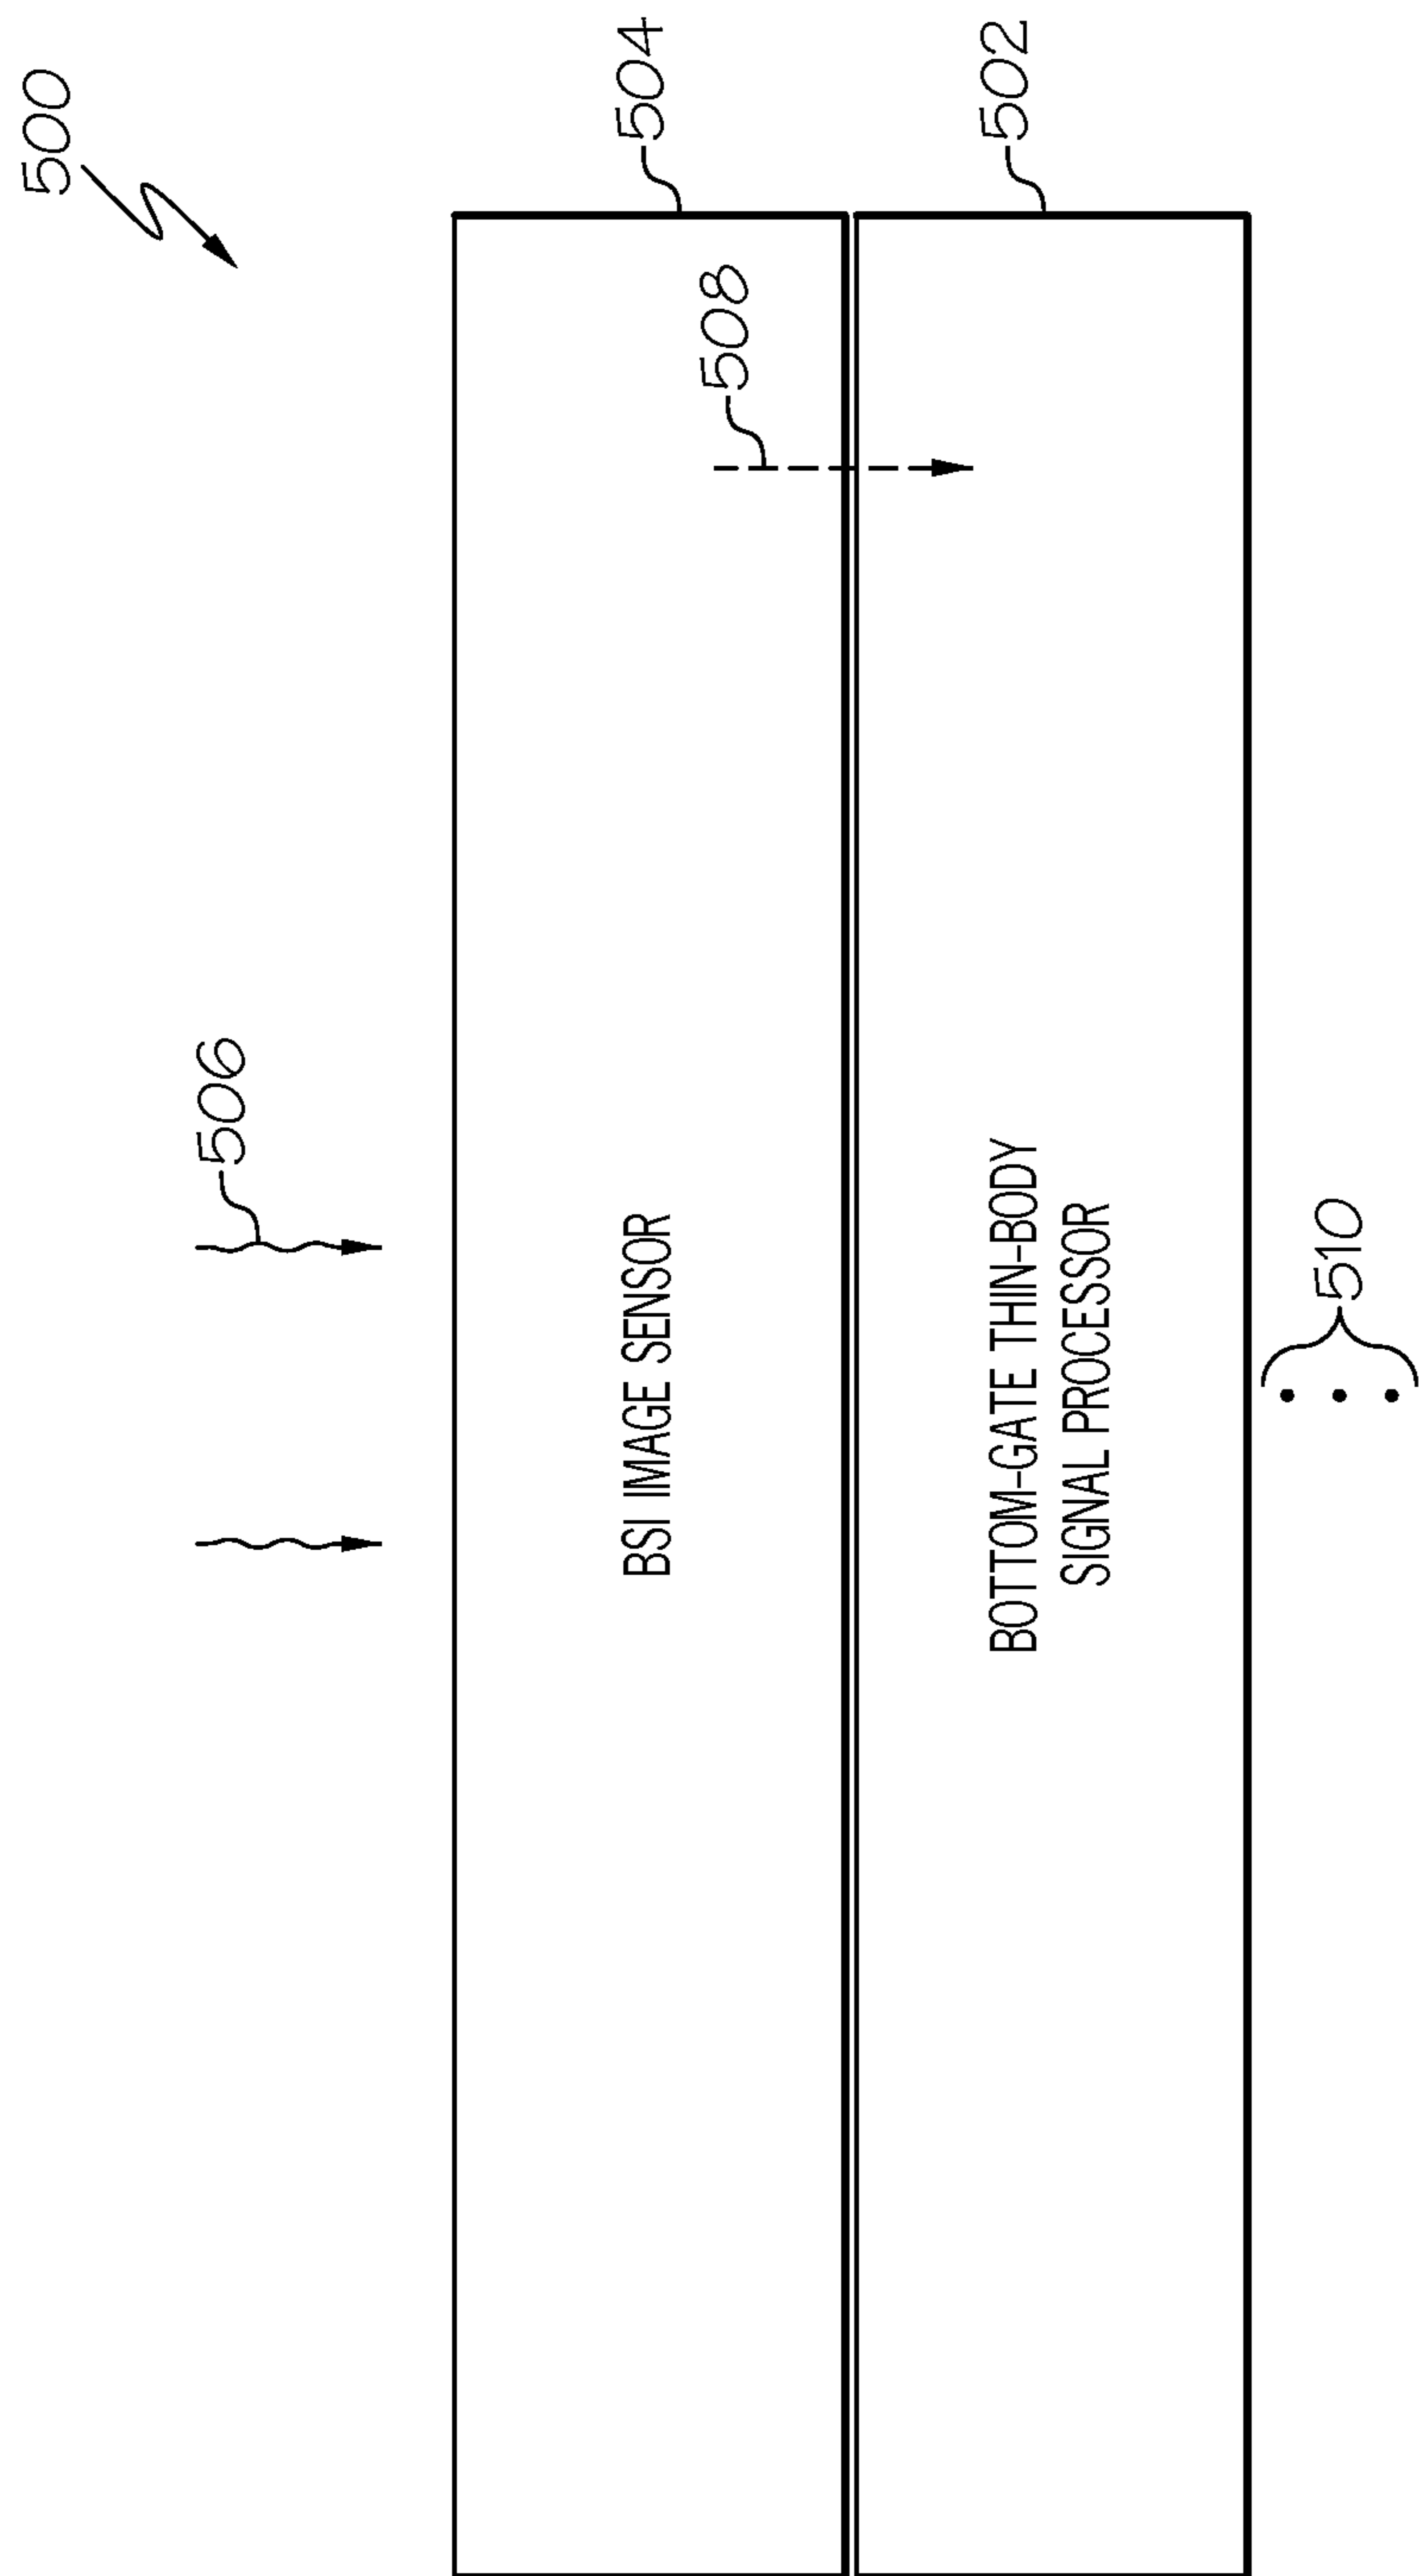 500
506
BSI IMAGE SENSOR
504
508
BOTTOM-GATE THIN-BODY
SIGNAL PROCESSOR
502
510